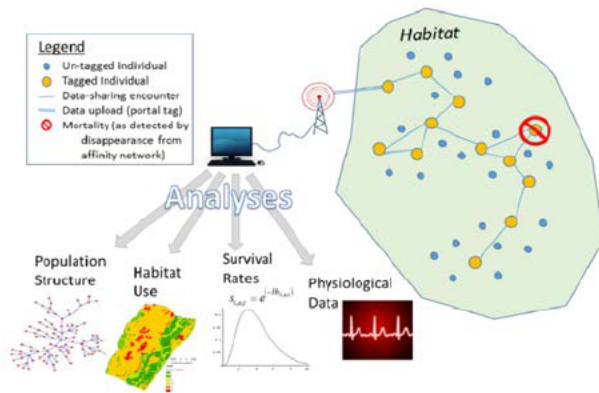 Legend
Un-tagged Individual
Tagged Individual
Data-sharing encounter
Data upload (portal tag)
Mortality (as detected by
disappearance from
affinity network)
Habitat
Analyses
Population
Structure
Habitat
Use
Survival
Rates
Physiological
Data